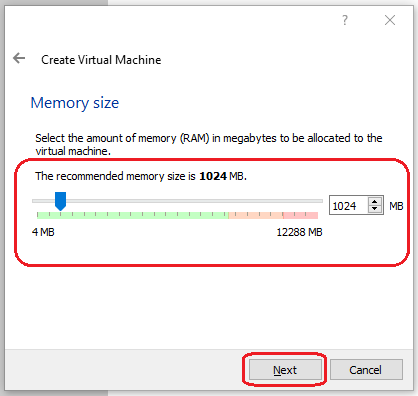 ?
Create Virtual Machine
Memory size
Select the amount of memory (RAM) in megabytes to be allocated to the
virtual machine.
The recommended memory size is 1024 MB.
1024 MB
4 MB 12288 MB
Next Cancel